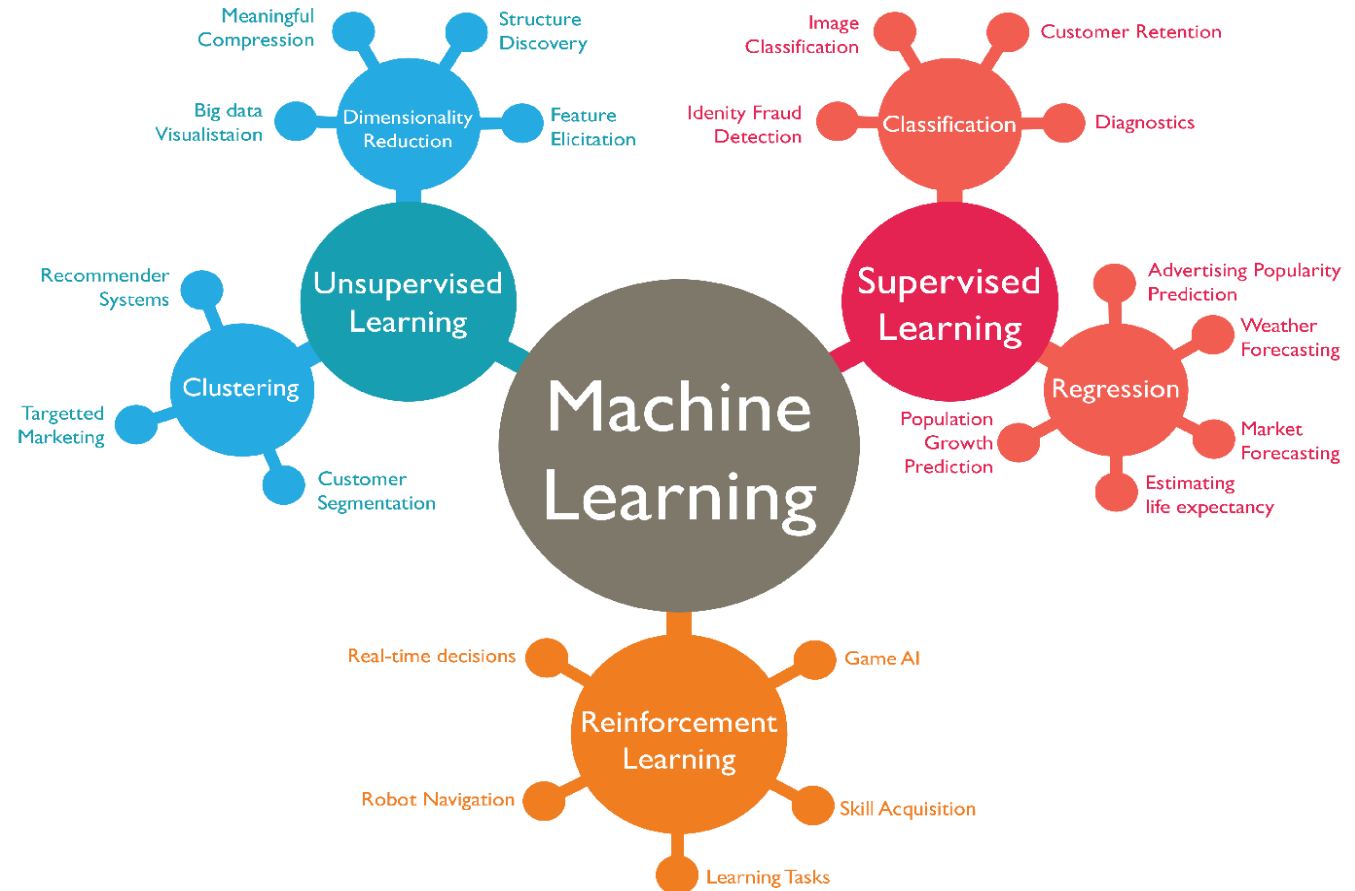 Meaningful
Compression
Structure
Discovery
Big data
Visualistaion
Dimensionality
Reduction
Feature
Elicitation
Image
Classification
Customer Retention
Idenity Fraud
Detection
Classification
Diagnostics
Unsupervised
Learning
Supervised
Learning
Recommender
Systems
Clustering
Targetted
Marketing
Customer
Segmentation
Machine
Learning
Advertising Popularity
Prediction
Weather
Forecasting
Regression
Population
Growth
Prediction
Market
Forecasting
Estimating
life expectancy
Real-time decisions
Game AI
Reinforcement
Learning
Robot Navigation
Skill Acquisition
Learning Tasks